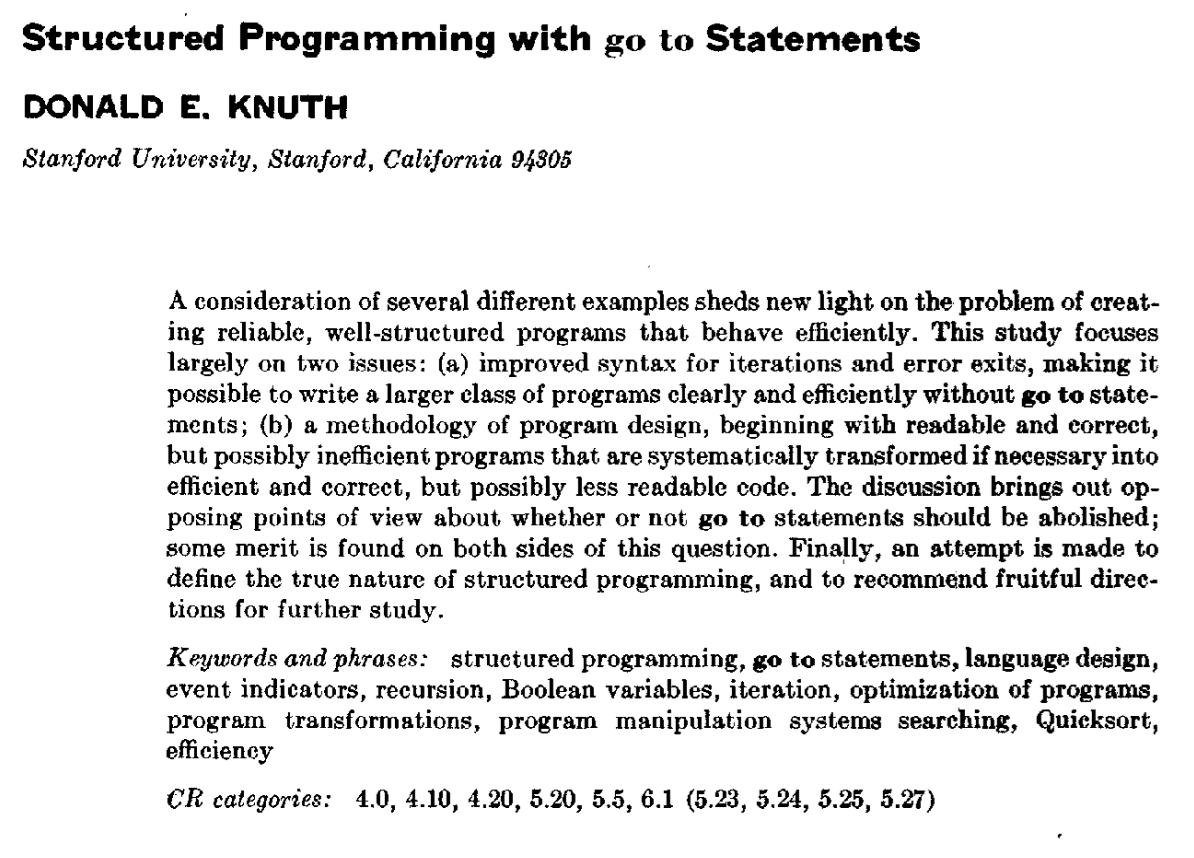 Structured Programming with go to Statements
DONALD E. KNUTH
Stanford University, Stanford, California 94305
A consideration of several different examples sheds new light on the problem of creat-
ing reliable, well-structured programs that behave efficiently. This study focuses
largely on two issues: (a) improved syntax for iterations and error exits, making it
possible to write a larger class of programs clearly and efficiently without go to state-
ments; (b) a methodology of program design, beginning with readable and correct,
but possibly inefficient programs that are systematically transformed if necessary into
efficient and correct, but possibly less readable code. The discussion brings out op-
posing points of view about whether or not go to statements should be abolished;
some merit is found on both sides of this question. Finally, an attempt is made to
define the true nature of structured programming, and to recommend fruitful direc-
tions for further study.
Keywords and phrases: structured programming, go to statements, language design,
event indicators, recursion, Boolean variables, iteration, optimization of programs,
program transformations, program manipulation systems searching, Quicksort,
efficiency
CR categories: 4.0, 4.10, 4.20, 5.20, 5.5, 6.1 (5.23, 5.24, 5.25, 5.27)